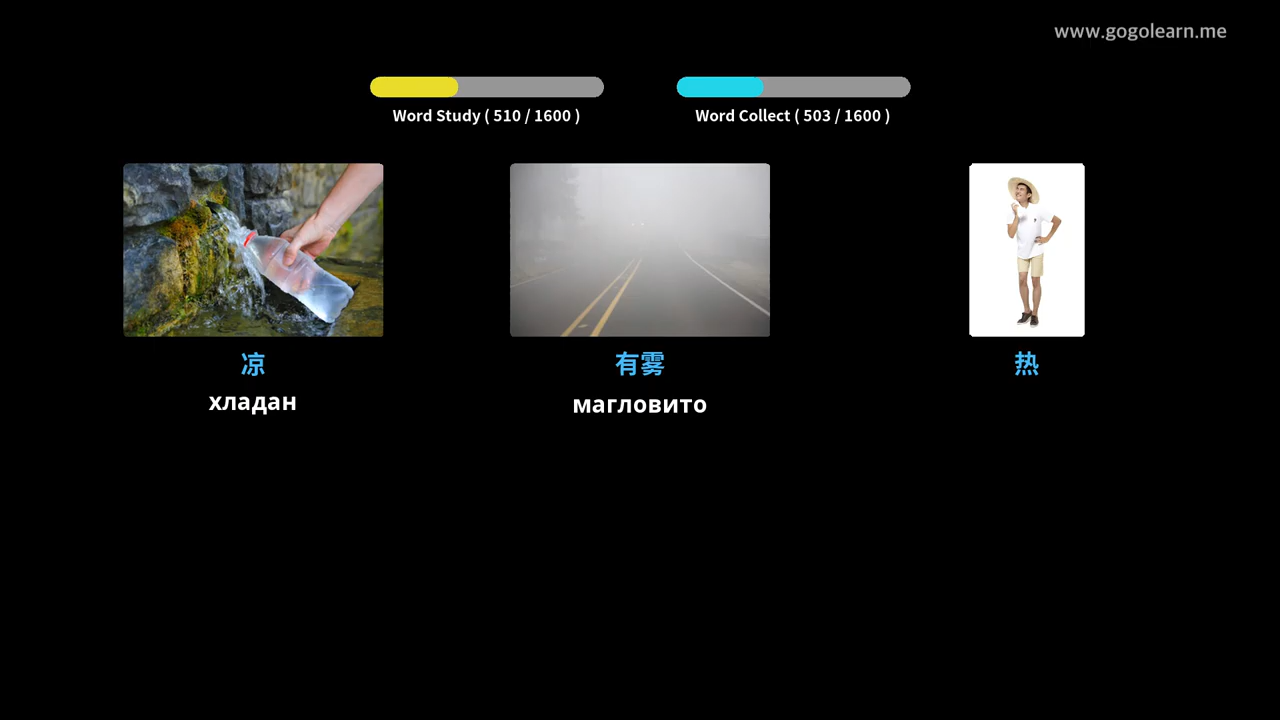 www.gogolearn.me
Word Study ( 510 / 1600 )
Word Collect ( 503 / 1600 )
凉
有雾
热
хладан
магловито